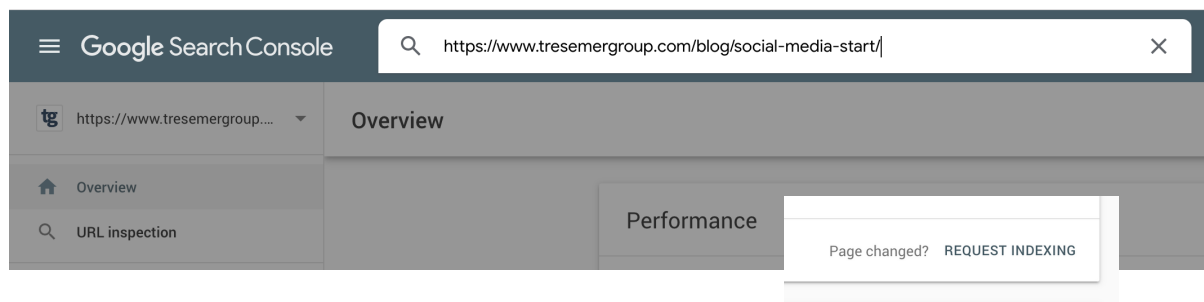 Google Search Console
https://www.tresemergroup.com/blog/social-media-start/
tg https://www.tresemergroup....
Overview
Overview
URL inspection
Performance
Page changed? REQUEST INDEXING